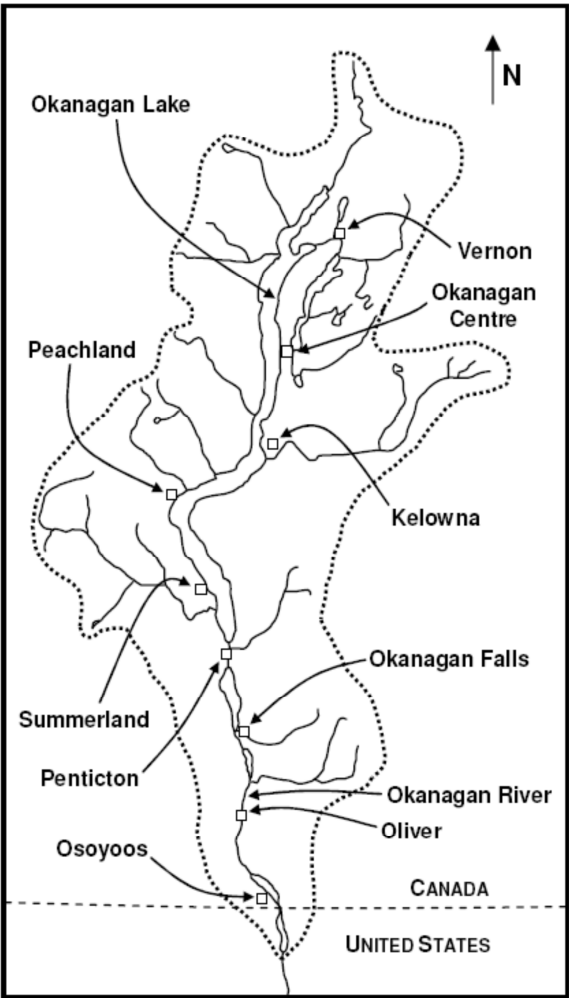 N
Okanagan Lake
Vernon
Okanagan
Centre
Peachland
Kelowna
Okanagan Falls
Summerland
Penticton
Okanagan River
Oliver
Osoyoos
CANADA
UNITED STATES